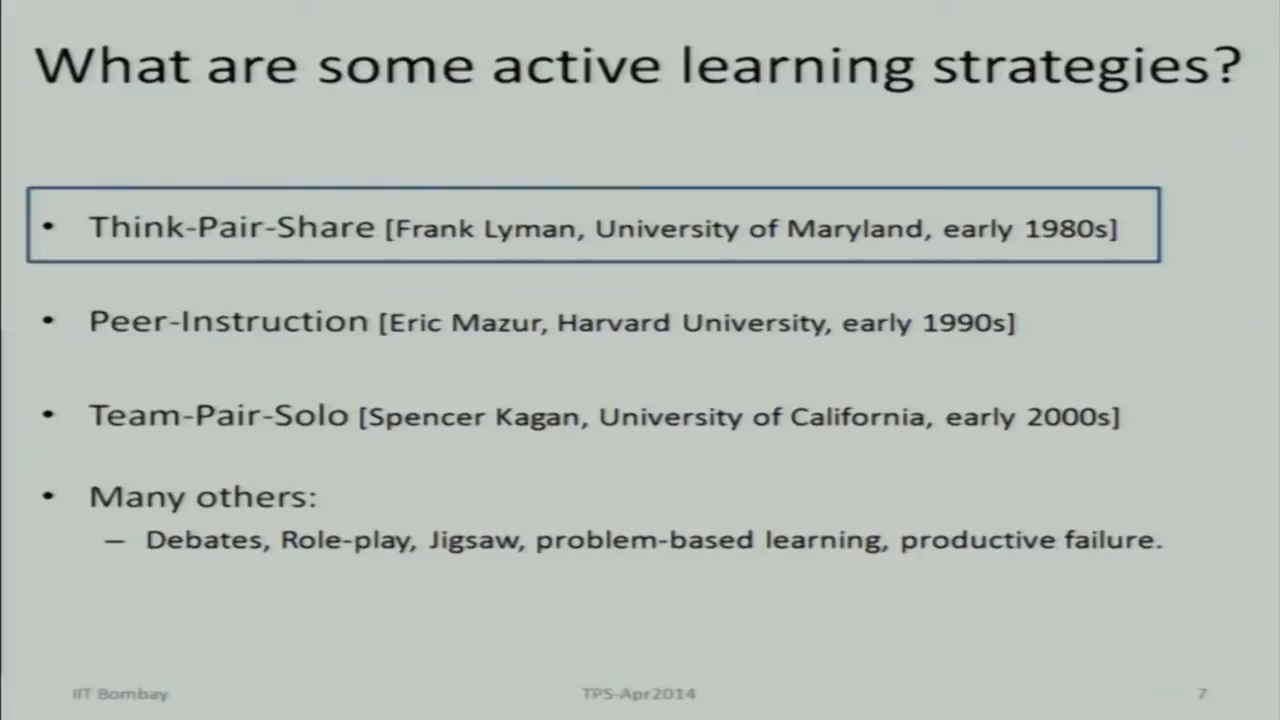 What are some active learning strategies?
• Think-Pair-Share [Frank Lyman, University of Maryland, early 1980s]
• Peer-Instruction [Eric Mazur, Harvard University, early 1990s]
• Team-Pair-Solo [Spencer Kagan, University of California, early 2000s]
• Many others:
– Debates, Role-play, Jigsaw, problem-based learning, productive failure.
IIT Bombay TPS-Apr2014 7